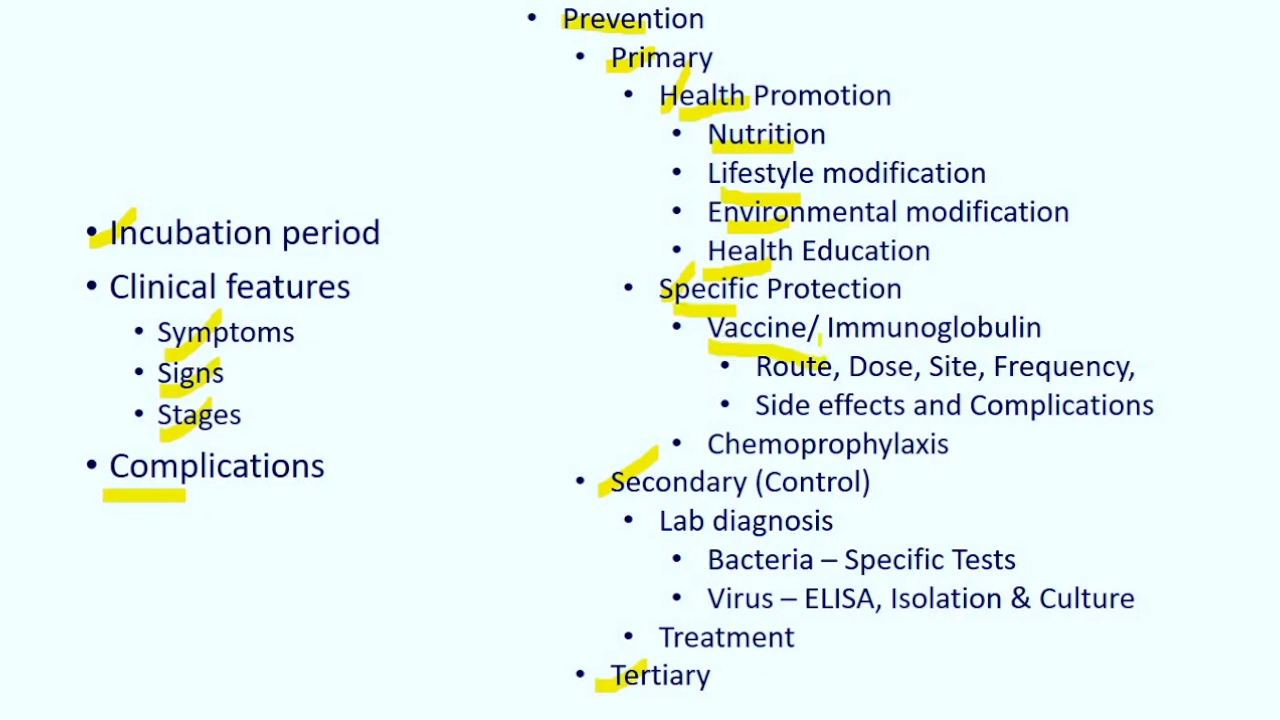 • Incubation period
• Clinical features
• Symptoms
• Signs
• Stages
• Complications
• Prevention
• Primary
• Health Promotion
• Nutrition
• Lifestyle modification
• Environmental modification
• Health Education
• Specific Protection
• Vaccine/ Immunoglobulin
• Route, Dose, Site, Frequency,
• Side effects and Complications
• Chemoprophylaxis
• Secondary (Control)
• Lab diagnosis
• Bacteria – Specific Tests
• Virus – ELISA, Isolation & Culture
• Treatment
• Tertiary